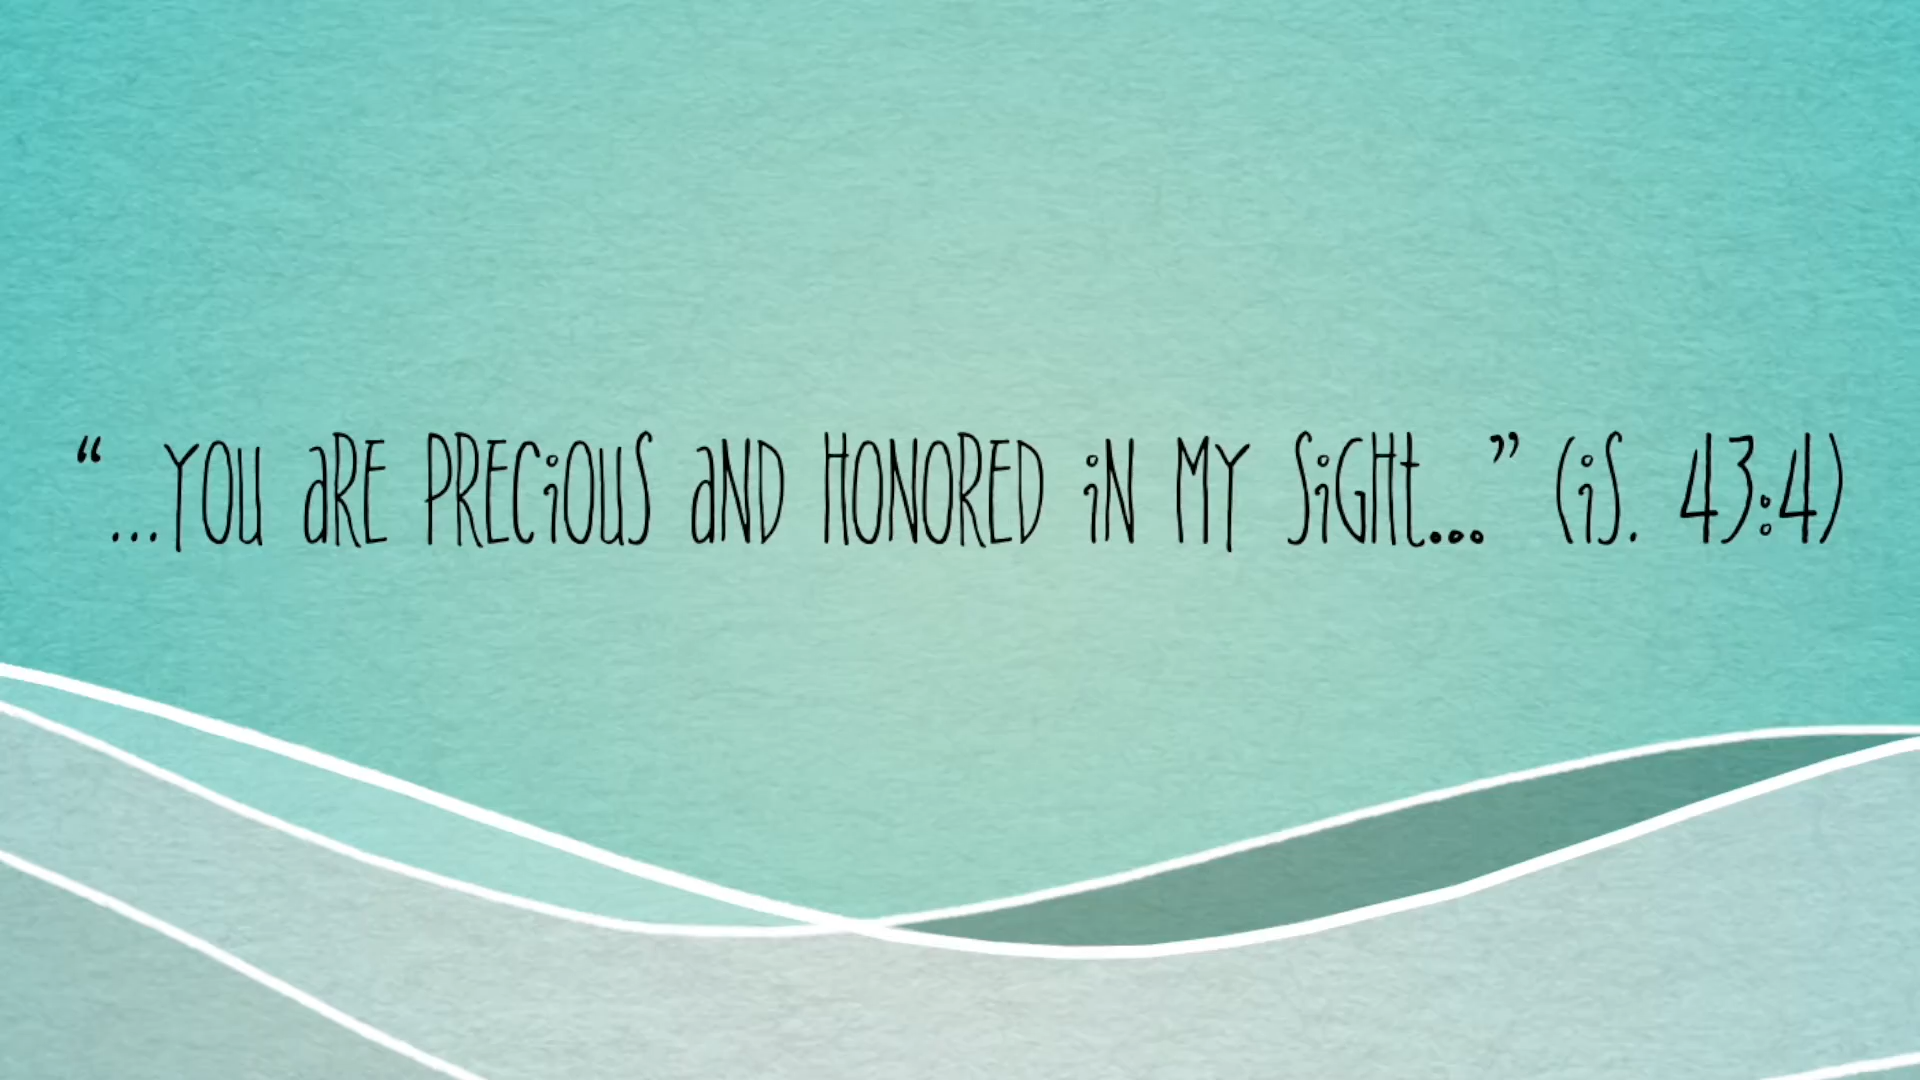 “...YOU aRE PRECiOUS aND HONORED iN MY SiGHt...” (iS. 43:4)